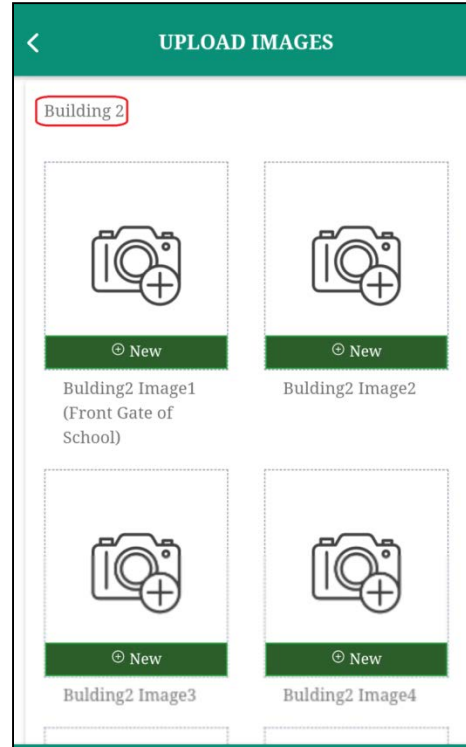 UPLOAD IMAGES
Building 2
New
New
Bulding2 Image1
(Front Gate of
School)
Bulding2 Image2
New
New
Bulding2 Image3
Bulding2 Image4